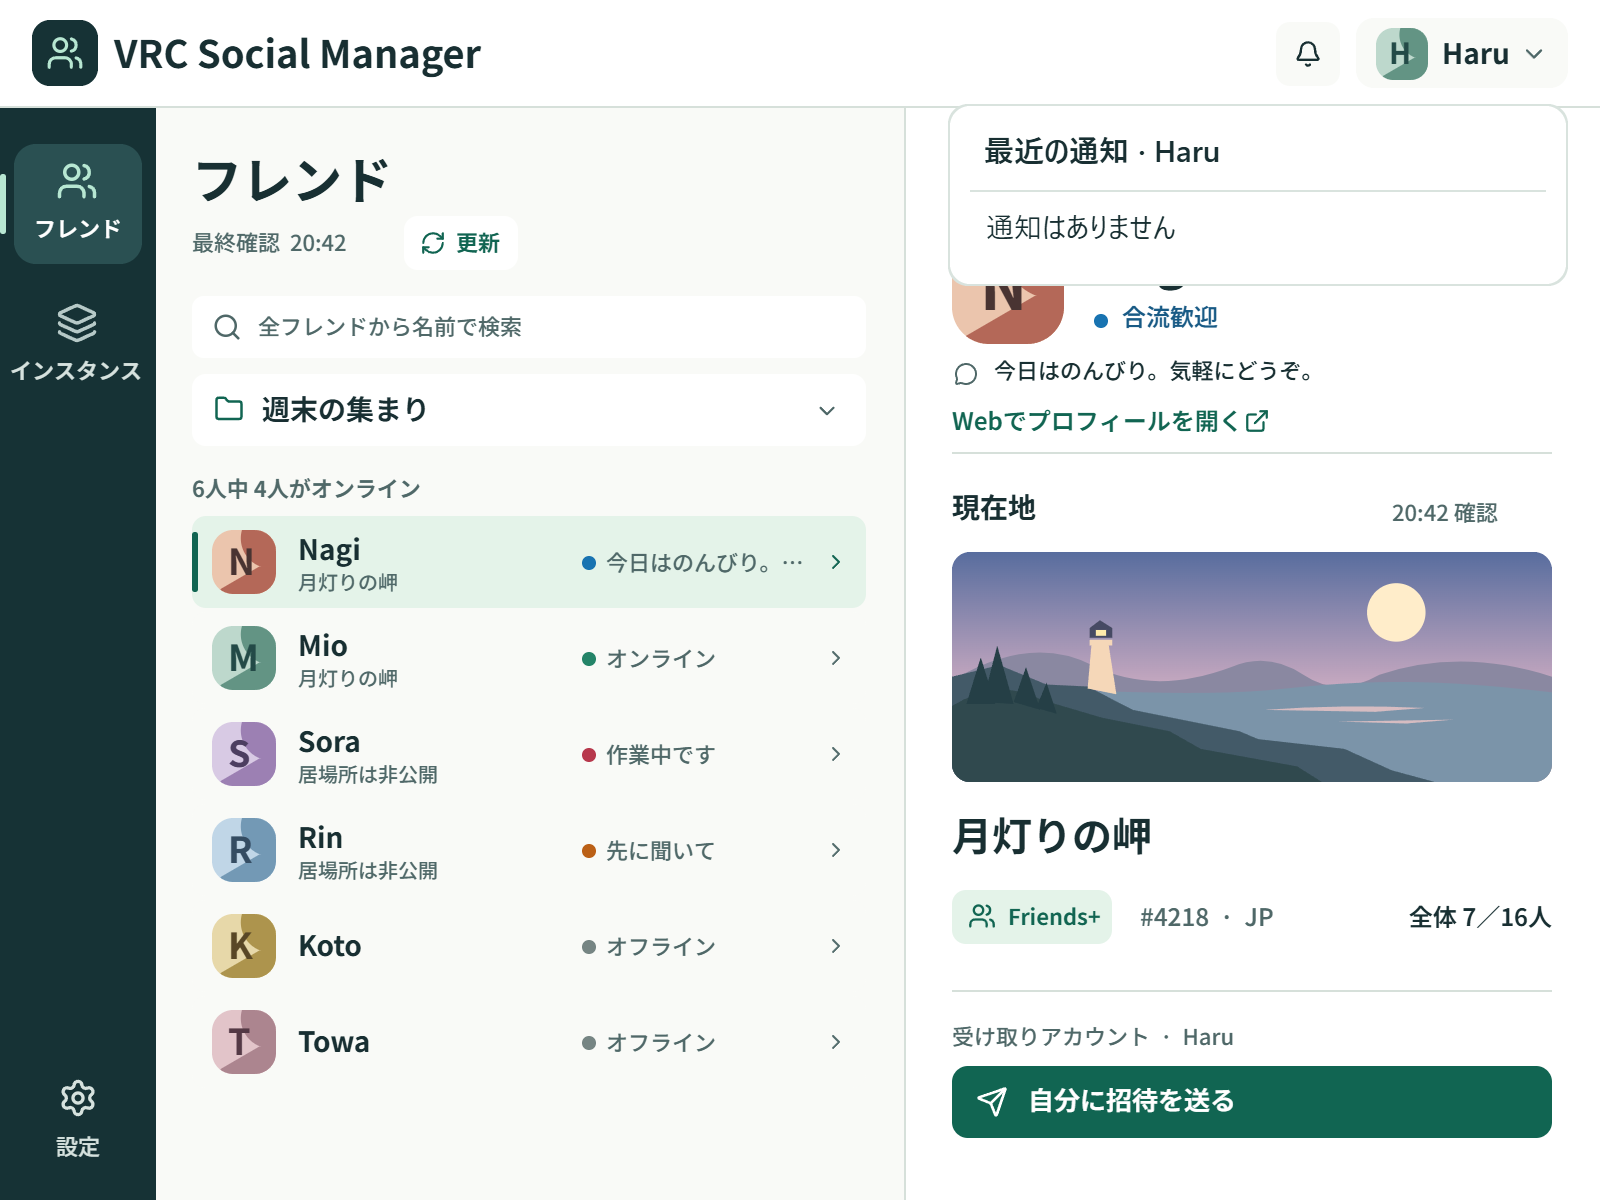 VRC Social Manager
H Haru
フレンド
インスタンス
設定
フレンド
最終確認 20:42
更新
全フレンドから名前で検索
週末の集まり
6人中 4人がオンライン
N Nagi
月灯りの岬
今日はのんびり。…
M Mio
月灯りの岬
オンライン
S Sora
居場所は非公開
作業中です
R Rin
居場所は非公開
先に聞いて
K Koto
オフライン
T Towa
オフライン
最近の通知 · Haru
通知はありません
N
合流歓迎
今日はのんびり。気軽にどうぞ。
Webでプロフィールを開く
現在地
20:42 確認
月灯りの岬
Friends+
#4218 · JP
全体 7／16人
受け取りアカウント · Haru
自分に招待を送る